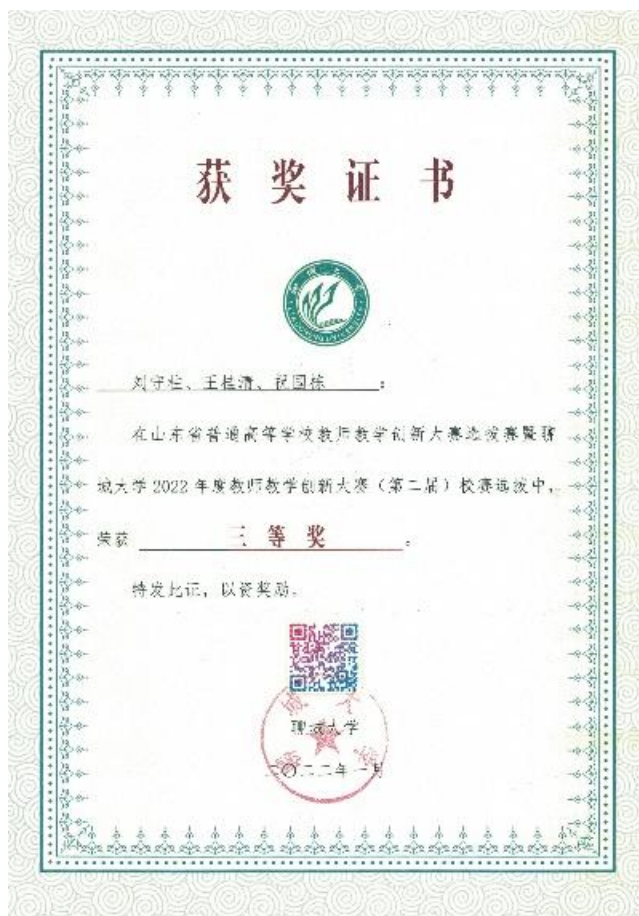 获奖证书
刘守柱、王桂清、祝国栋：
在山东省普通高等学校教师教学创新大赛选拔赛暨聊
城大学2022年度教师教学创新大赛（第二届）校赛选拔中，
荣获 三等奖。
特发此证，以资奖励。
聊城大学
二〇二二年一月